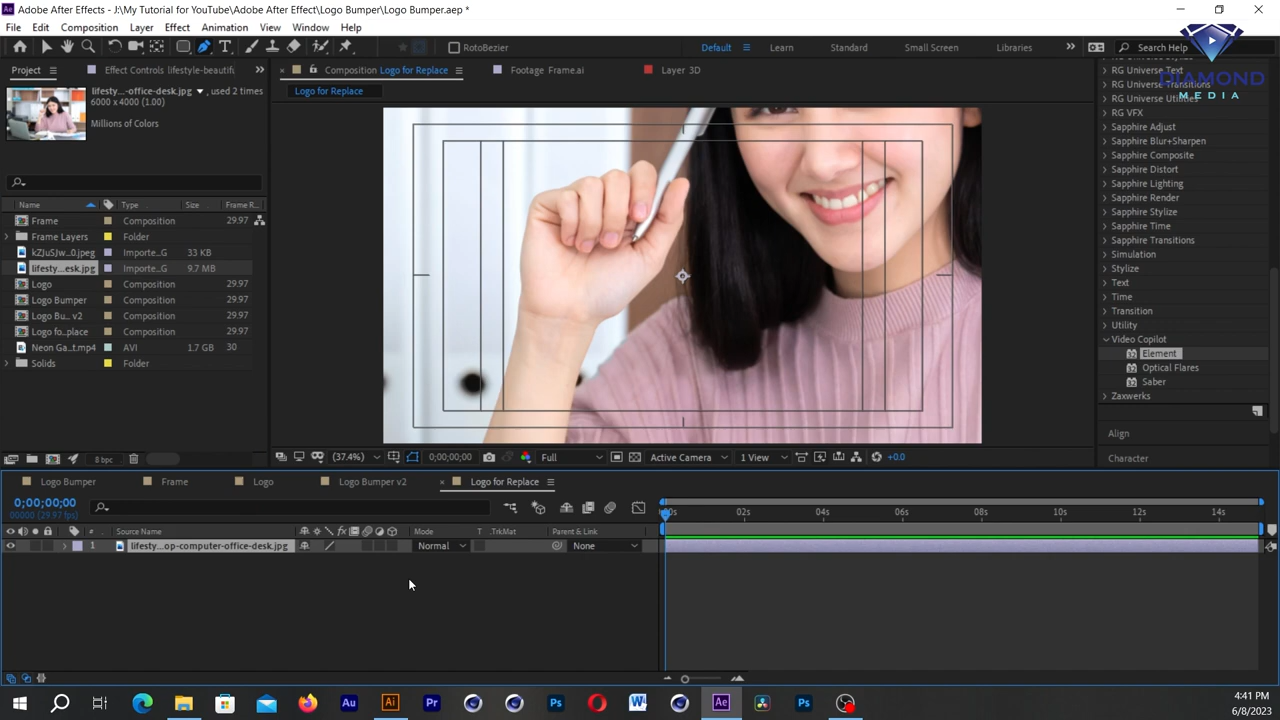 Adobe After Effects - J:\My Tutorial for YouTube\Adobe After Effect\Logo Bumper\Logo Bumper.aep *
File Edit Composition Layer Effect Animation View Window Help
RotoBezier
Default Learn Standard Small Screen Libraries Search Help
Project
Effect Controls lifestyle-beautifu
Composition Logo for Replace
Footage Frame.ai
Layer 3D
Logo for Replace
lifesty...-office-desk.jpg , used 2 times
6000 x 4000 (1.00)
Millions of Colors
Name Type Size Frame R...
Frame Composition 29.97
Frame Layers Folder
kZJuSJw...0.jpeg Importe...G 33 KB
lifesty...esk.jpg Importe...G 9.7 MB
Logo Composition 29.97
Logo Bumper Composition 29.97
Logo Bu... v2 Composition 29.97
Logo fo...place Composition 29.97
Neon Ga...t.mp4 AVI 1.7 GB 30
Solids Folder
8 bpc
(37.4%) 0;00;00;00 Full Active Camera 1 View +0.0
RG Universe Text
RG Universe Transitions
RG Universe Utilities
RG VFX
Sapphire Adjust
Sapphire Blur+Sharpen
Sapphire Composite
Sapphire Distort
Sapphire Lighting
Sapphire Render
Sapphire Stylize
Sapphire Time
Sapphire Transitions
Simulation
Stylize
Text
Time
Transition
Utility
Video Copilot
Element
Optical Flares
Saber
Zaxwerks
Align
Character
DIAMOND
MEDIA
Logo Bumper Frame Logo Logo Bumper v2 Logo for Replace
0;00;00;00
00000 (29.97 fps)
02s 04s 06s 08s 10s 12s 14s
# Source Name Mode T .TrkMat Parent & Link
1 lifesty...op-computer-office-desk.jpg Normal None
4:41 PM
6/8/2023